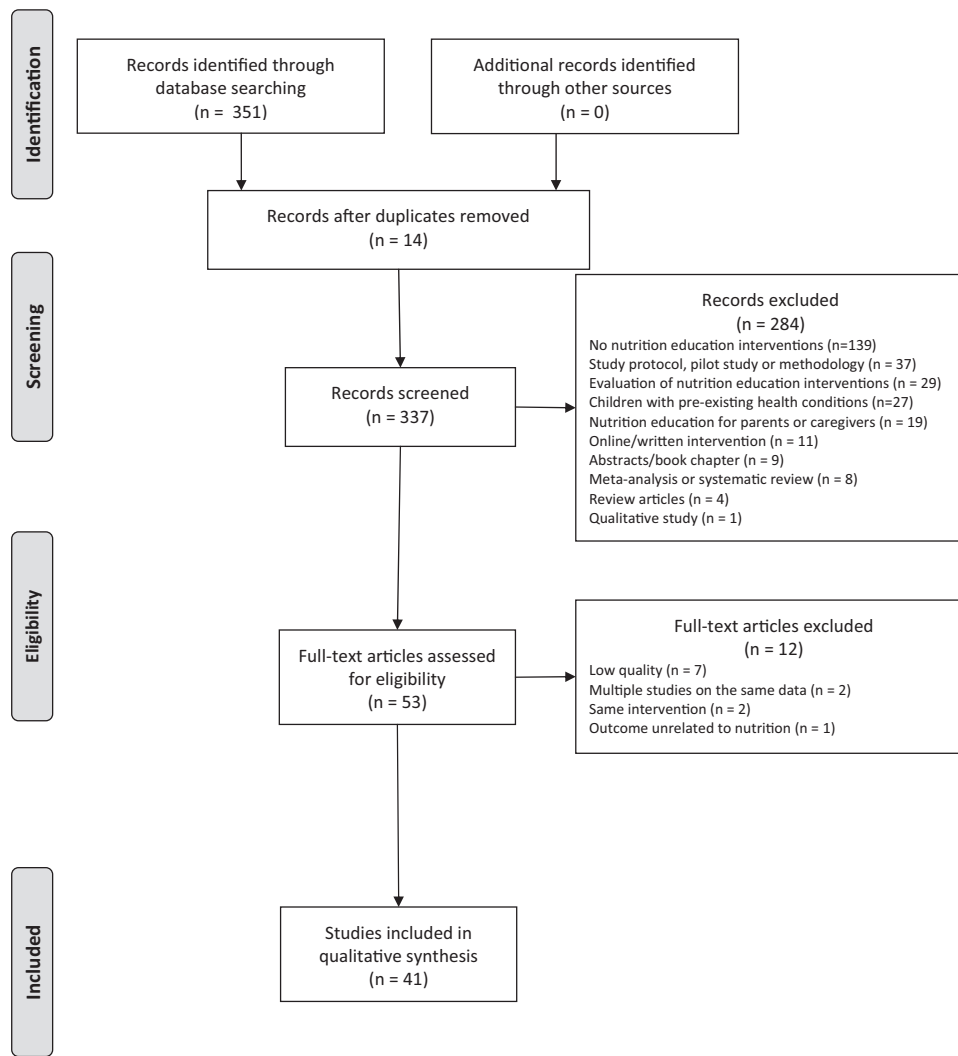 Identification
Records identified through
database searching
(n = 351)
Additional records identified
through other sources
(n = 0)
Records after duplicates removed
(n = 14)
Screening
Records screened
(n = 337)
Records excluded
(n = 284)
No nutrition education interventions (n=139)
Study protocol, pilot study or methodology (n = 37)
Evaluation of nutrition education interventions (n = 29)
Children with pre-existing health conditions (n=27)
Nutrition education for parents or caregivers (n = 19)
Online/written intervention (n = 11)
Abstracts/book chapter (n = 9)
Meta-analysis or systematic review (n = 8)
Review articles (n = 4)
Qualitative study (n = 1)
Eligibility
Full-text articles assessed
for eligibility
(n = 53)
Full-text articles excluded
(n = 12)
Low quality (n = 7)
Multiple studies on the same data (n = 2)
Same intervention (n = 2)
Outcome unrelated to nutrition (n = 1)
Included
Studies included in
qualitative synthesis
(n = 41)